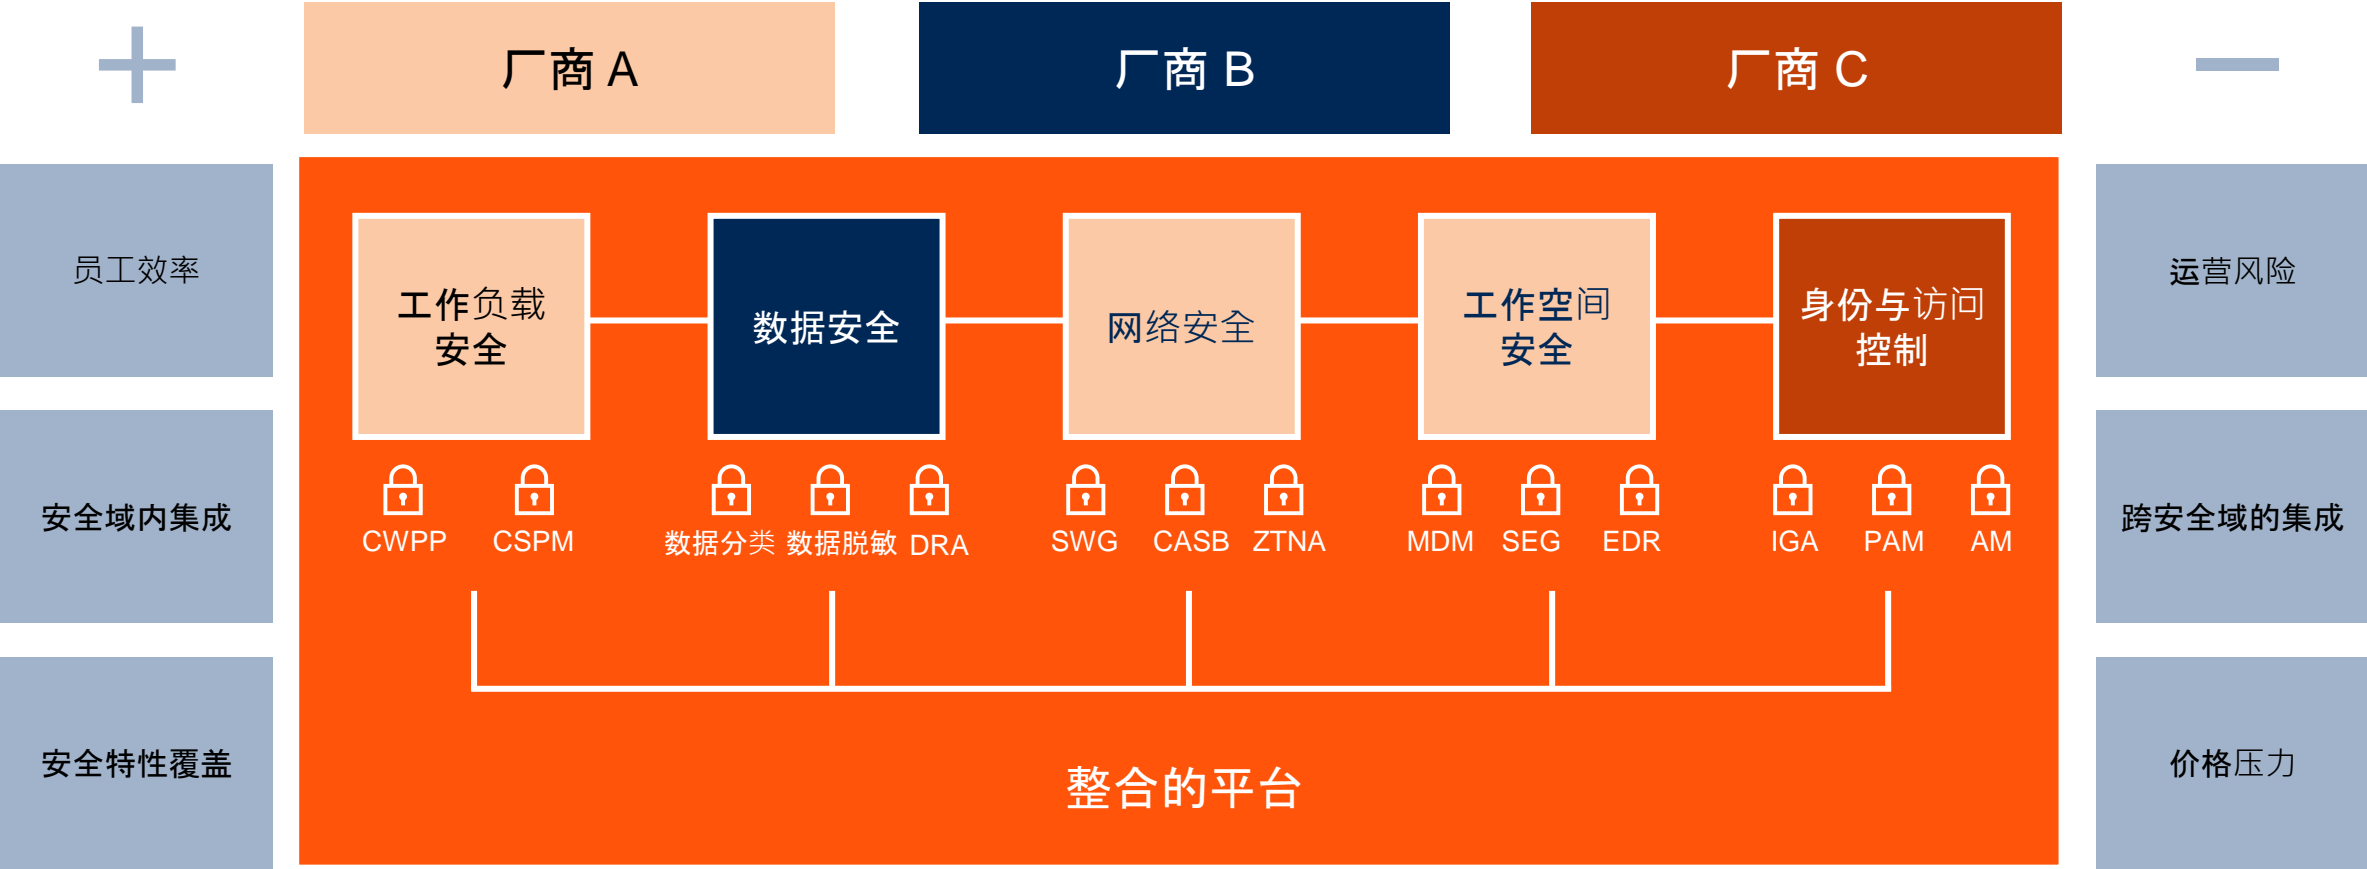 厂商 A
厂商 B
厂商 C
员工效率
安全域内集成
安全特性覆盖
工作负载
安全
数据安全
网络安全
工作空间
安全
身份与访问
控制
CWPP
CSPM
数据分类
数据脱敏
DRA
SWG
CASB
ZTNA
MDM
SEG
EDR
IGA
PAM
AM
整合的平台
运营风险
跨安全域的集成
价格压力